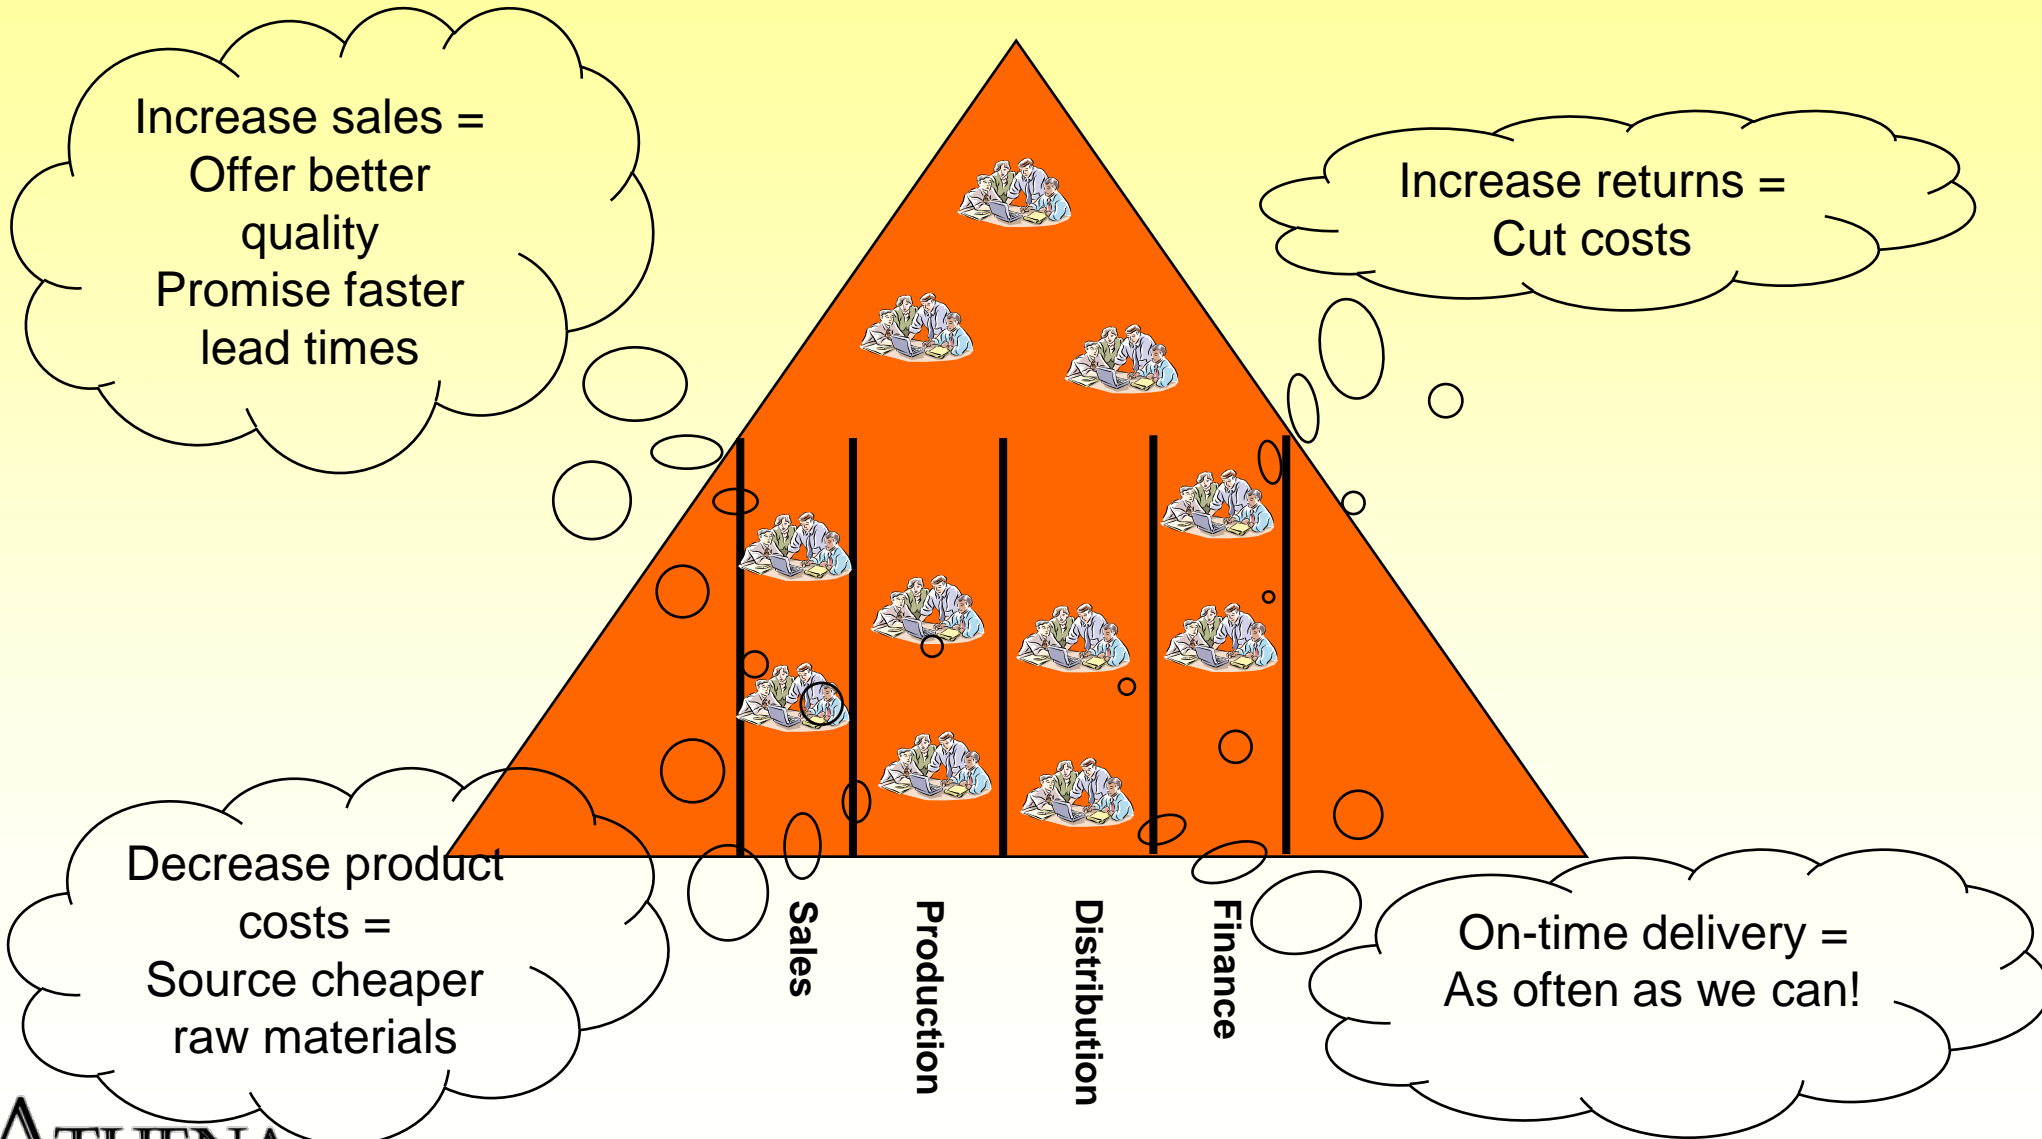 Increase sales =
Offer better
quality
Promise faster
lead times
Increase returns =
Cut costs
Decrease product
costs =
Source cheaper
raw materials
On-time delivery =
As often as we can!
Sales
Production
Distribution
Finance
ATHENA